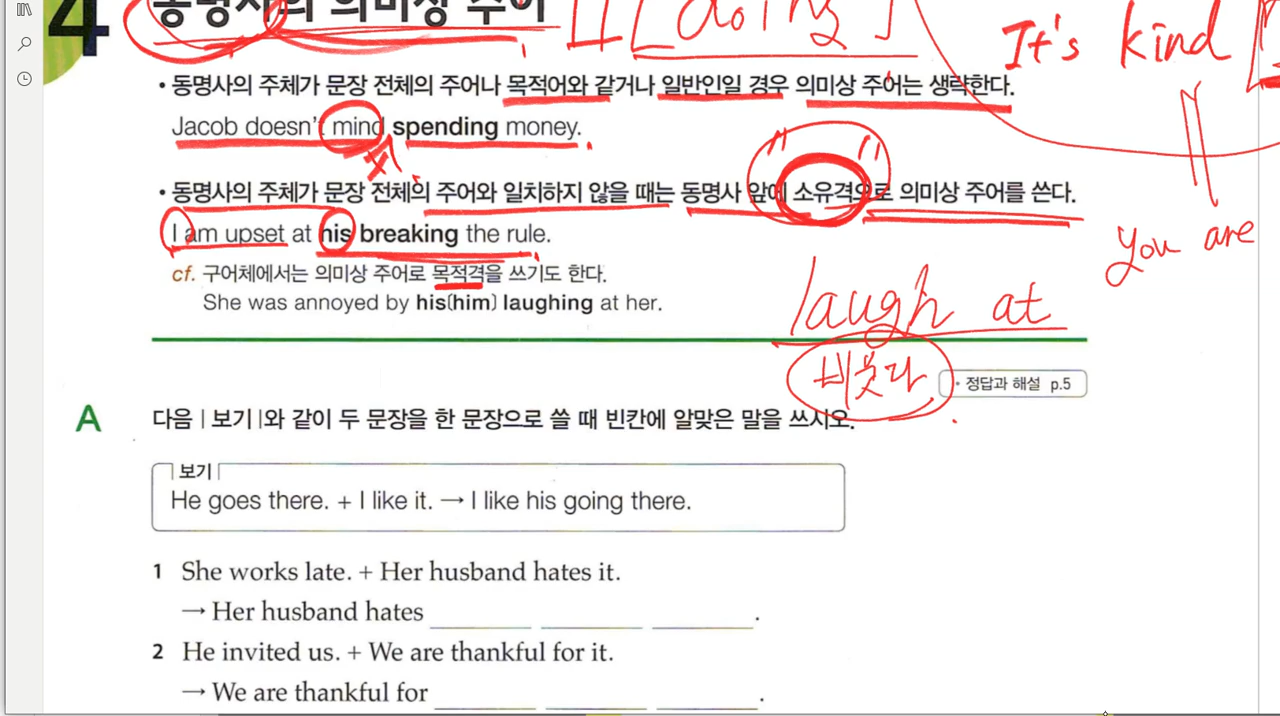 4 동명사의 의미상 주어
[ doing ]
It's kind
• 동명사의 주체가 문장 전체의 주어나 목적어와 같거나 일반인일 경우 의미상 주어는 생략한다.
Jacob doesn't mind spending money.
• 동명사의 주체가 문장 전체의 주어와 일치하지 않을 때는 동명사 앞에 소유격으로 의미상 주어를 쓴다.
I am upset at his breaking the rule.
you are
cf. 구어체에서는 의미상 주어로 목적격을 쓰기도 한다.
She was annoyed by his(him) laughing at her.
laugh at
비웃다
• 정답과 해설 p.5
A 다음 | 보기 |와 같이 두 문장을 한 문장으로 쓸 때 빈칸에 알맞은 말을 쓰시오.
| 보기 |
He goes there. + I like it. → I like his going there.
1 She works late. + Her husband hates it.
→ Her husband hates ______ ______ ______ .
2 He invited us. + We are thankful for it.
→ We are thankful for ______ ______ ______ .